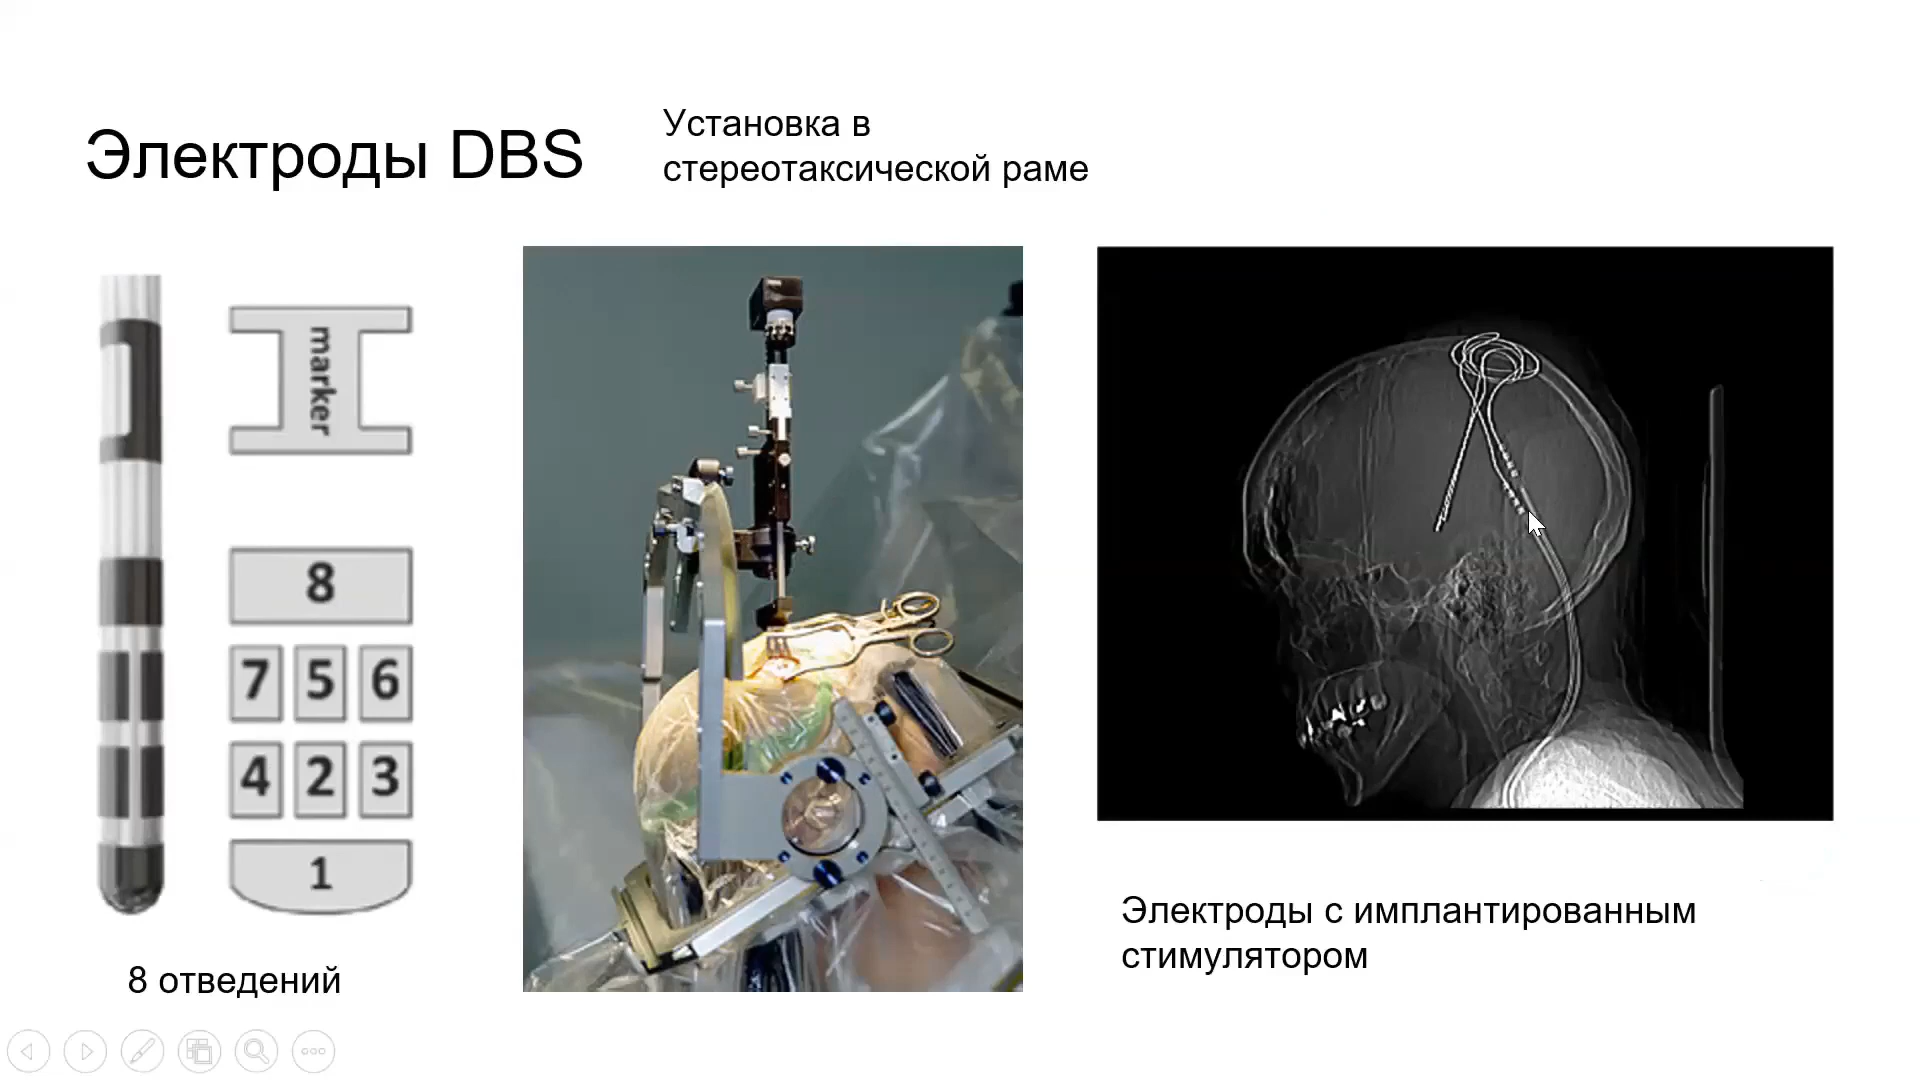 Электроды DBS
Установка в
стереотаксической раме
marker
8
7 5 6
4 2 3
1
8 отведений
Электроды с имплантированным
стимулятором